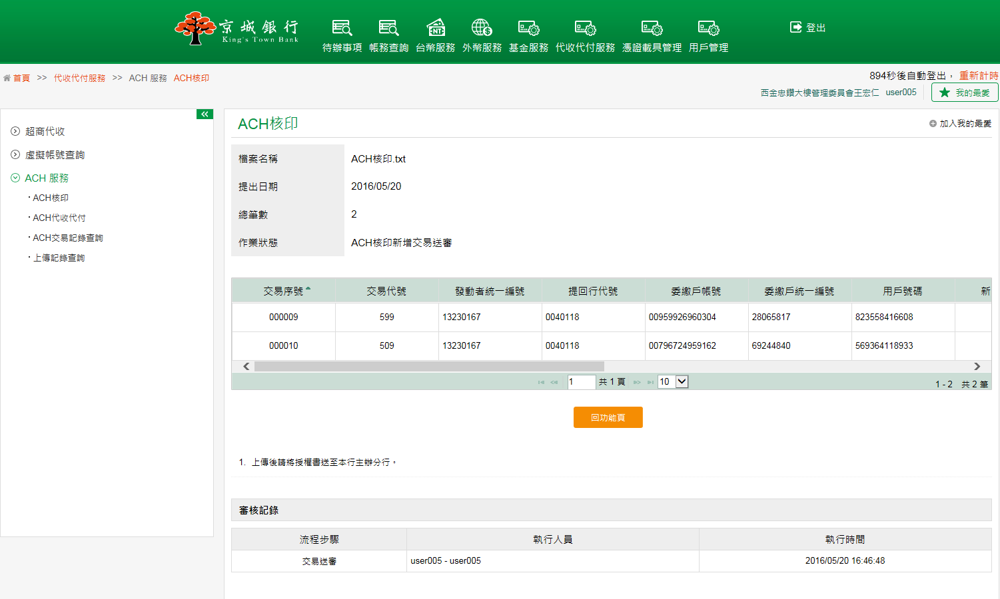 京城銀行
King's Town Bank
待辦事項 帳務查詢 台幣服務 外幣服務 基金服務 代收代付服務 憑證載具管理 用戶管理
登出
首頁 >> 代收代付服務 >> ACH 服務 ACH核印
894秒後自動登出， 重新計時
西金忠鑽大樓管理委員會王宏仁 user005
我的最愛
超商代收
虛擬帳號查詢
ACH 服務
・ACH核印
・ACH代收代付
・ACH交易記錄查詢
・上傳記錄查詢
ACH核印
加入我的最愛
檔案名稱 ACH核印.txt
提出日期 2016/05/20
總筆數 2
作業狀態 ACH核印新增交易送審
交易序號 交易代號 發動者統一編號 提回行代號 委繳戶帳號 委繳戶統一編號 用戶號碼 新
000009 599 13230167 0040118 00959926960304 28065817 823558416608
000010 509 13230167 0040118 00796724959162 69244840 569364118933
1 共 1 頁 10
1 - 2 共 2 筆
回功能頁
1. 上傳後請將授權書送至本行主辦分行。
審核記錄
流程步驟 執行人員 執行時間
交易送審 user005 - user005 2016/05/20 16:46:48